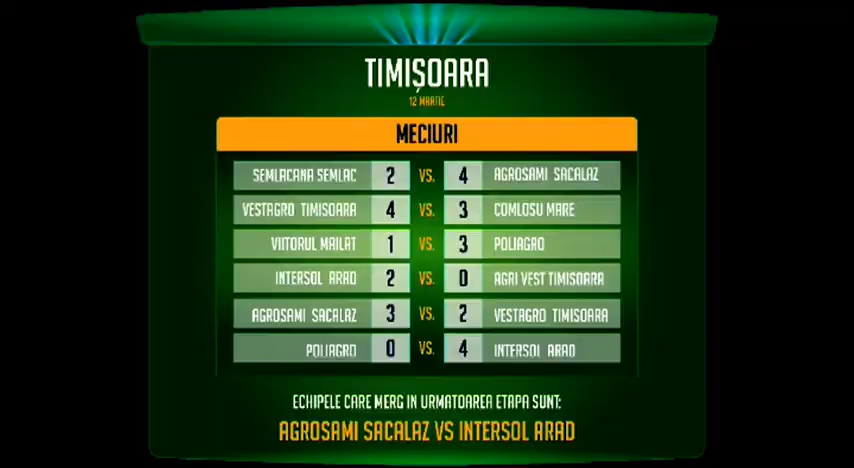 TIMIȘOARA
12 MARTIE
MECIURI
SEMLACANA SEMLAC 2 VS. 4 AGROSAMI SACALAZ
VESTAGRO TIMISOARA 4 VS. 3 COMLOSU MARE
VIITORUL MAILAT 1 VS. 3 POLIAGRO
INTERSOL ARAD 2 VS. 0 AGRI VEST TIMISOARA
AGROSAMI SACALAZ 3 VS. 2 VESTAGRO TIMISOARA
POLIAGRO 0 VS. 4 INTERSOL ARAD
ECHIPELE CARE MERG IN URMATOAREA ETAPA SUNT:
AGROSAMI SACALAZ VS INTERSOL ARAD